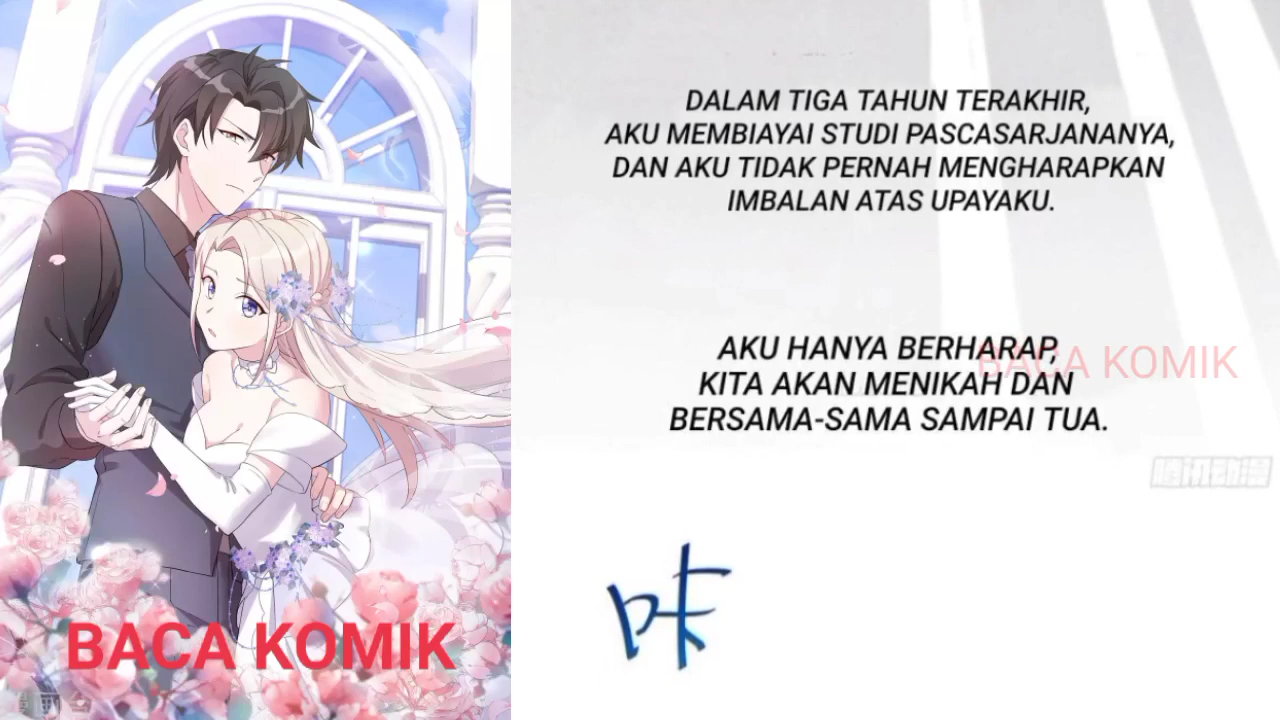 BACA KOMIK
DALAM TIGA TAHUN TERAKHIR,
AKU MEMBIAYAI STUDI PASCASARJANANYA,
DAN AKU TIDAK PERNAH MENGHARAPKAN
IMBALAN ATAS UPAYAKU.
AKU HANYA BERHARAP,
KITA AKAN MENIKAH DAN
BERSAMA-SAMA SAMPAI TUA.
BACA KOMIK
咔